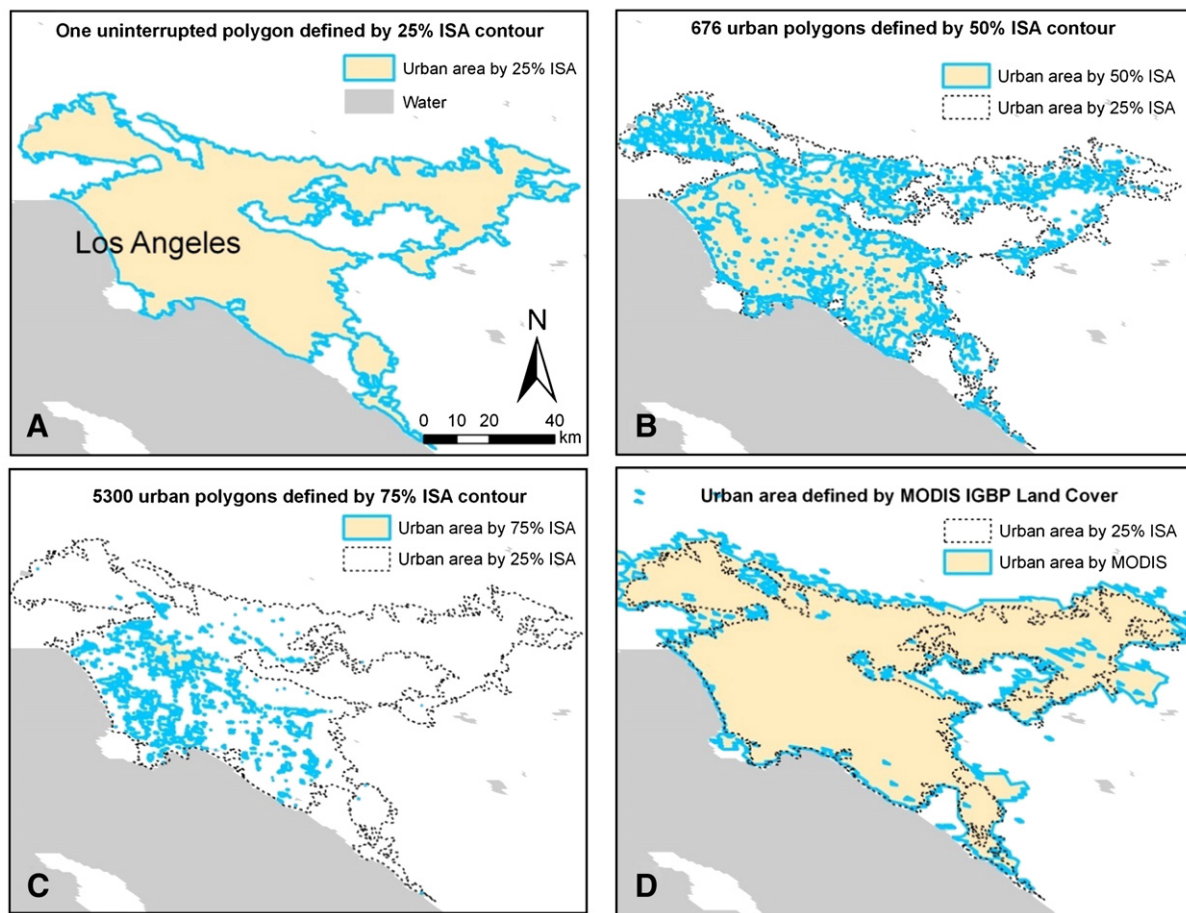 One uninterrupted polygon defined by 25% ISA contour
Urban area by 25% ISA
Water
Los Angeles
N
0 10 20 40
km
A
676 urban polygons defined by 50% ISA contour
Urban area by 50% ISA
Urban area by 25% ISA
B
5300 urban polygons defined by 75% ISA contour
Urban area by 75% ISA
Urban area by 25% ISA
C
Urban area defined by MODIS IGBP Land Cover
Urban area by 25% ISA
Urban area by MODIS
D